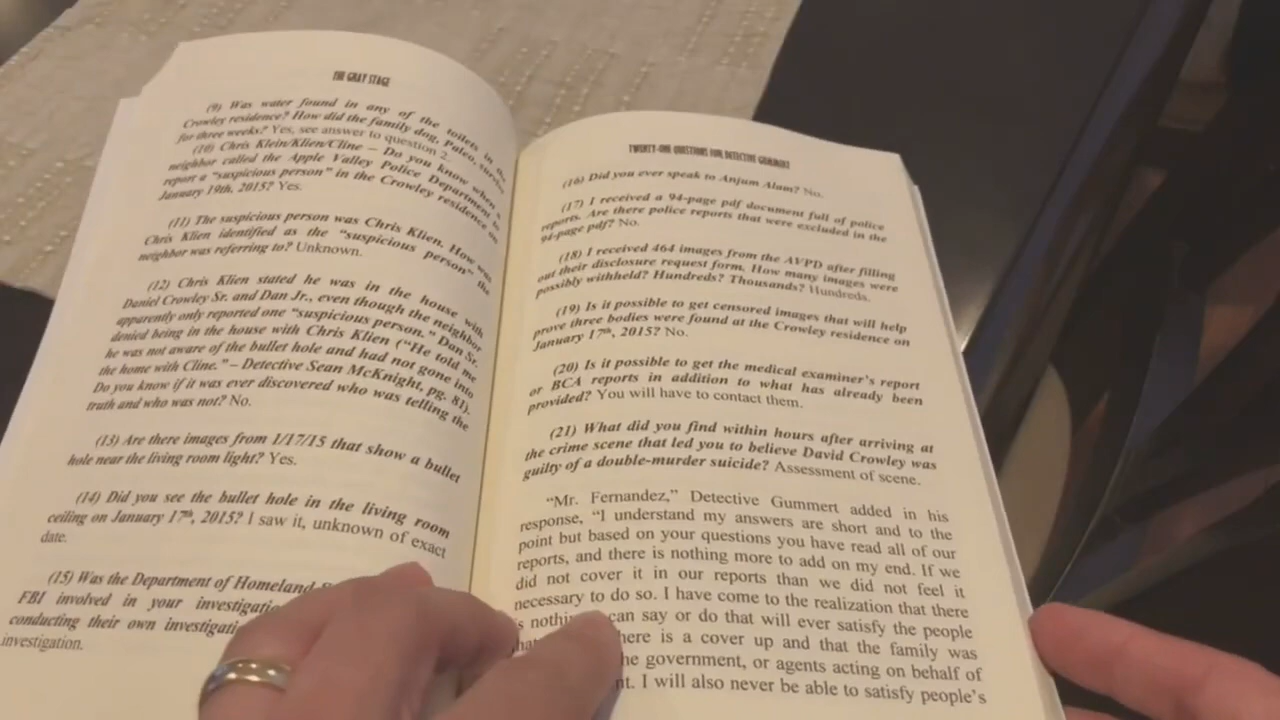 THE GRAY STAGE
(9) Was water found in any of the toilets in the
Crowley residence? How did the family dog, Paleo, survive
for three weeks? Yes, see answer to question 2.
(10) Chris Klein/Klien/Cline – Do you know when a
neighbor called the Apple Valley Police Department to
report a “suspicious person” in the Crowley residence on
January 19th, 2015? Yes.
(11) The suspicious person was Chris Klien. How was
Chris Klien identified as the “suspicious person” the
neighbor was referring to? Unknown.
(12) Chris Klien stated he was in the house with
Daniel Crowley Sr. and Dan Jr., even though the neighbor
apparently only reported one “suspicious person.” Dan Sr.
denied being in the house with Chris Klien (“He told me
he was not aware of the bullet hole and had not gone into
the home with Cline.” – Detective Sean McKnight, pg. 81).
Do you know if it was ever discovered who was telling the
truth and who was not? No.
(13) Are there images from 1/17/15 that show a bullet
hole near the living room light? Yes.
(14) Did you see the bullet hole in the living room
ceiling on January 17th, 2015? I saw it, unknown of exact
date.
(15) Was the Department of Homeland
FBI involved in your
conducting their own
investigation.
TWENTY-ONE QUESTIONS FOR DETECTIVE GUMMERT
(16) Did you ever speak to Anjum Alam? No.
(17) I received a 94-page pdf document full of police
reports. Are there police reports that were excluded in the
94-page pdf? No.
(18) I received 464 images from the AVPD after filling
out their disclosure request form. How many images were
possibly withheld? Hundreds? Thousands? Hundreds.
(19) Is it possible to get censored images that will help
prove three bodies were found at the Crowley residence on
January 17th, 2015? No.
(20) Is it possible to get the medical examiner's report
or BCA reports in addition to what has already been
provided? You will have to contact them.
(21) What did you find within hours after arriving at
the crime scene that led you to believe David Crowley was
guilty of a double-murder suicide? Assessment of scene.
“Mr. Fernandez,” Detective Gummert added in his
response, “I understand my answers are short and to the
point but based on your questions you have read all of our
reports, and there is nothing more to add on my end. If we
did not cover it in our reports than we did not feel it
necessary to do so. I have come to the realization that there
can say or do that will ever satisfy the people
here is a cover up and that the family was
he government, or agents acting on behalf of
I will also never be able to satisfy people's